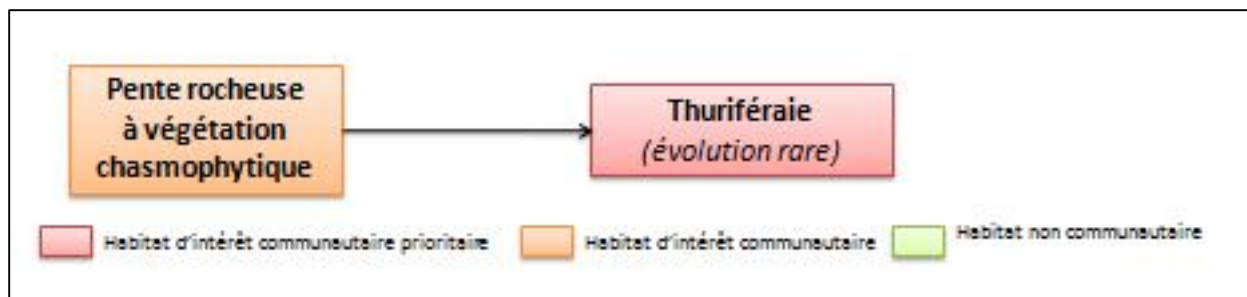 Pente rocheuse
à végétation
chasmophytique
Thuriféraie
(évolution rare)
Habitat d'intérêt communautaire prioritaire
Habitat d'intérêt communautaire
Habitat non communautaire